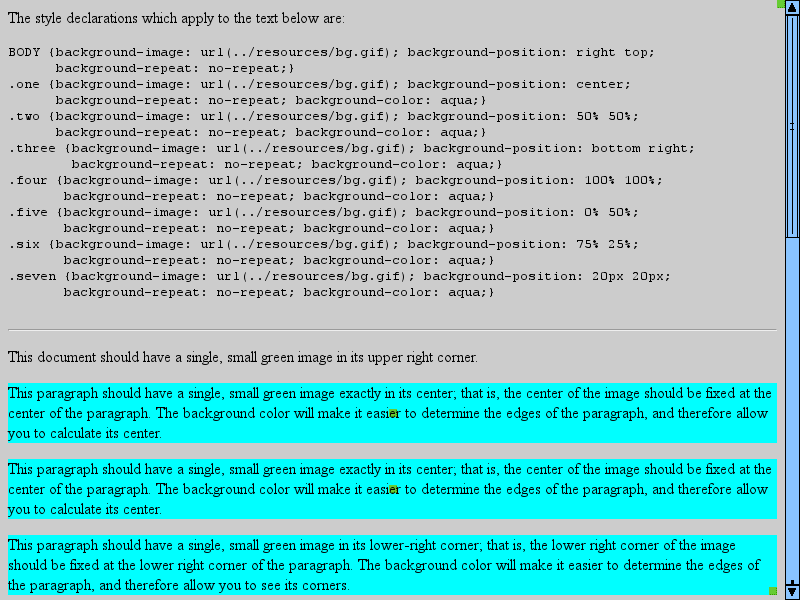 The style declarations which apply to the text below are:
BODY {background-image: url(../resources/bg.gif); background-position: right top;
background-repeat: no-repeat;}
.one {background-image: url(../resources/bg.gif); background-position: center;
background-repeat: no-repeat; background-color: aqua;}
.two {background-image: url(../resources/bg.gif); background-position: 50% 50%;
background-repeat: no-repeat; background-color: aqua;}
.three {background-image: url(../resources/bg.gif); background-position: bottom right;
background-repeat: no-repeat; background-color: aqua;}
.four {background-image: url(../resources/bg.gif); background-position: 100% 100%;
background-repeat: no-repeat; background-color: aqua;}
.five {background-image: url(../resources/bg.gif); background-position: 0% 50%;
background-repeat: no-repeat; background-color: aqua;}
.six {background-image: url(../resources/bg.gif); background-position: 75% 25%;
background-repeat: no-repeat; background-color: aqua;}
.seven {background-image: url(../resources/bg.gif); background-position: 20px 20px;
background-repeat: no-repeat; background-color: aqua;}
This document should have a single, small green image in its upper right corner.
This paragraph should have a single, small green image exactly in its center; that is, the center of the image should be fixed at the
center of the paragraph. The background color will make it easier to determine the edges of the paragraph, and therefore allow
you to calculate its center.
This paragraph should have a single, small green image exactly in its center; that is, the center of the image should be fixed at the
center of the paragraph. The background color will make it easier to determine the edges of the paragraph, and therefore allow
you to calculate its center.
This paragraph should have a single, small green image in its lower-right corner; that is, the lower right corner of the image
should be fixed at the lower right corner of the paragraph. The background color will make it easier to determine the edges of
the paragraph, and therefore allow you to see its corners.